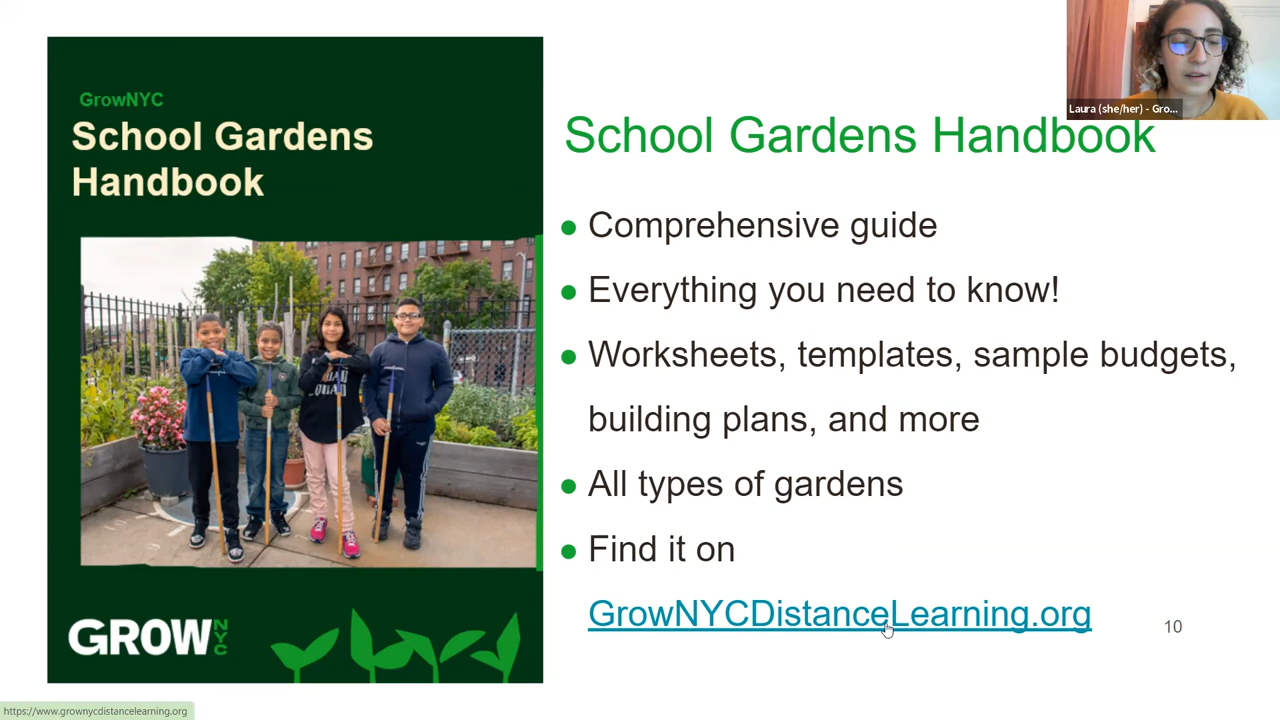 GrowNYC
School Gardens
Handbook
GROW
NYC
School Gardens Handbook
● Comprehensive guide
● Everything you need to know!
● Worksheets, templates, sample budgets,
building plans, and more
● All types of gardens
● Find it on
GrowNYCDistanceLearning.org
10
Laura (she/her) - Gro...
https://www.grownycdistancelearning.org